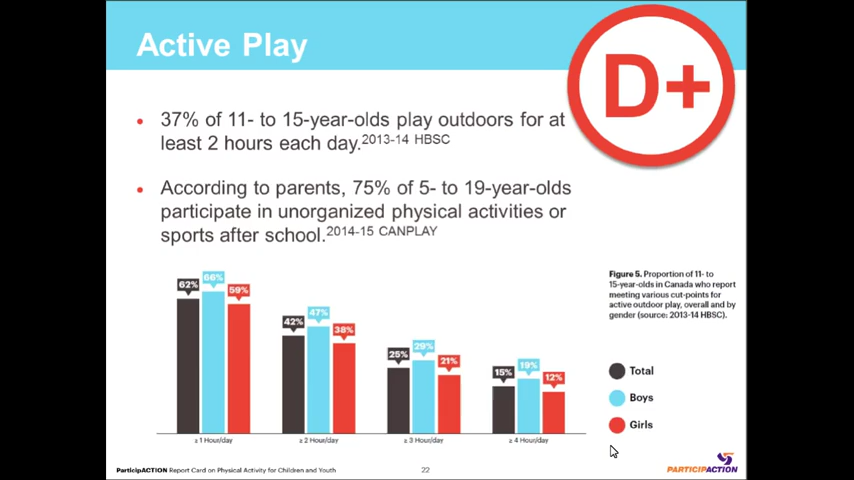 Active Play
D+
37% of 11- to 15-year-olds play outdoors for at
least 2 hours each day.2013-14 HBSC
According to parents, 75% of 5- to 19-year-olds
participate in unorganized physical activities or
sports after school.2014-15 CANPLAY
62% 66% 59%
42% 47% 38%
25% 29% 21%
15% 19% 12%
≥ 1 Hour/day ≥ 2 Hour/day ≥ 3 Hour/day ≥ 4 Hour/day
Figure 5. Proportion of 11- to
15-year-olds in Canada who report
meeting various cut-points for
active outdoor play, overall and by
gender (source: 2013-14 HBSC).
Total
Boys
Girls
ParticipACTION Report Card on Physical Activity for Children and Youth
22
PARTICIPACTION